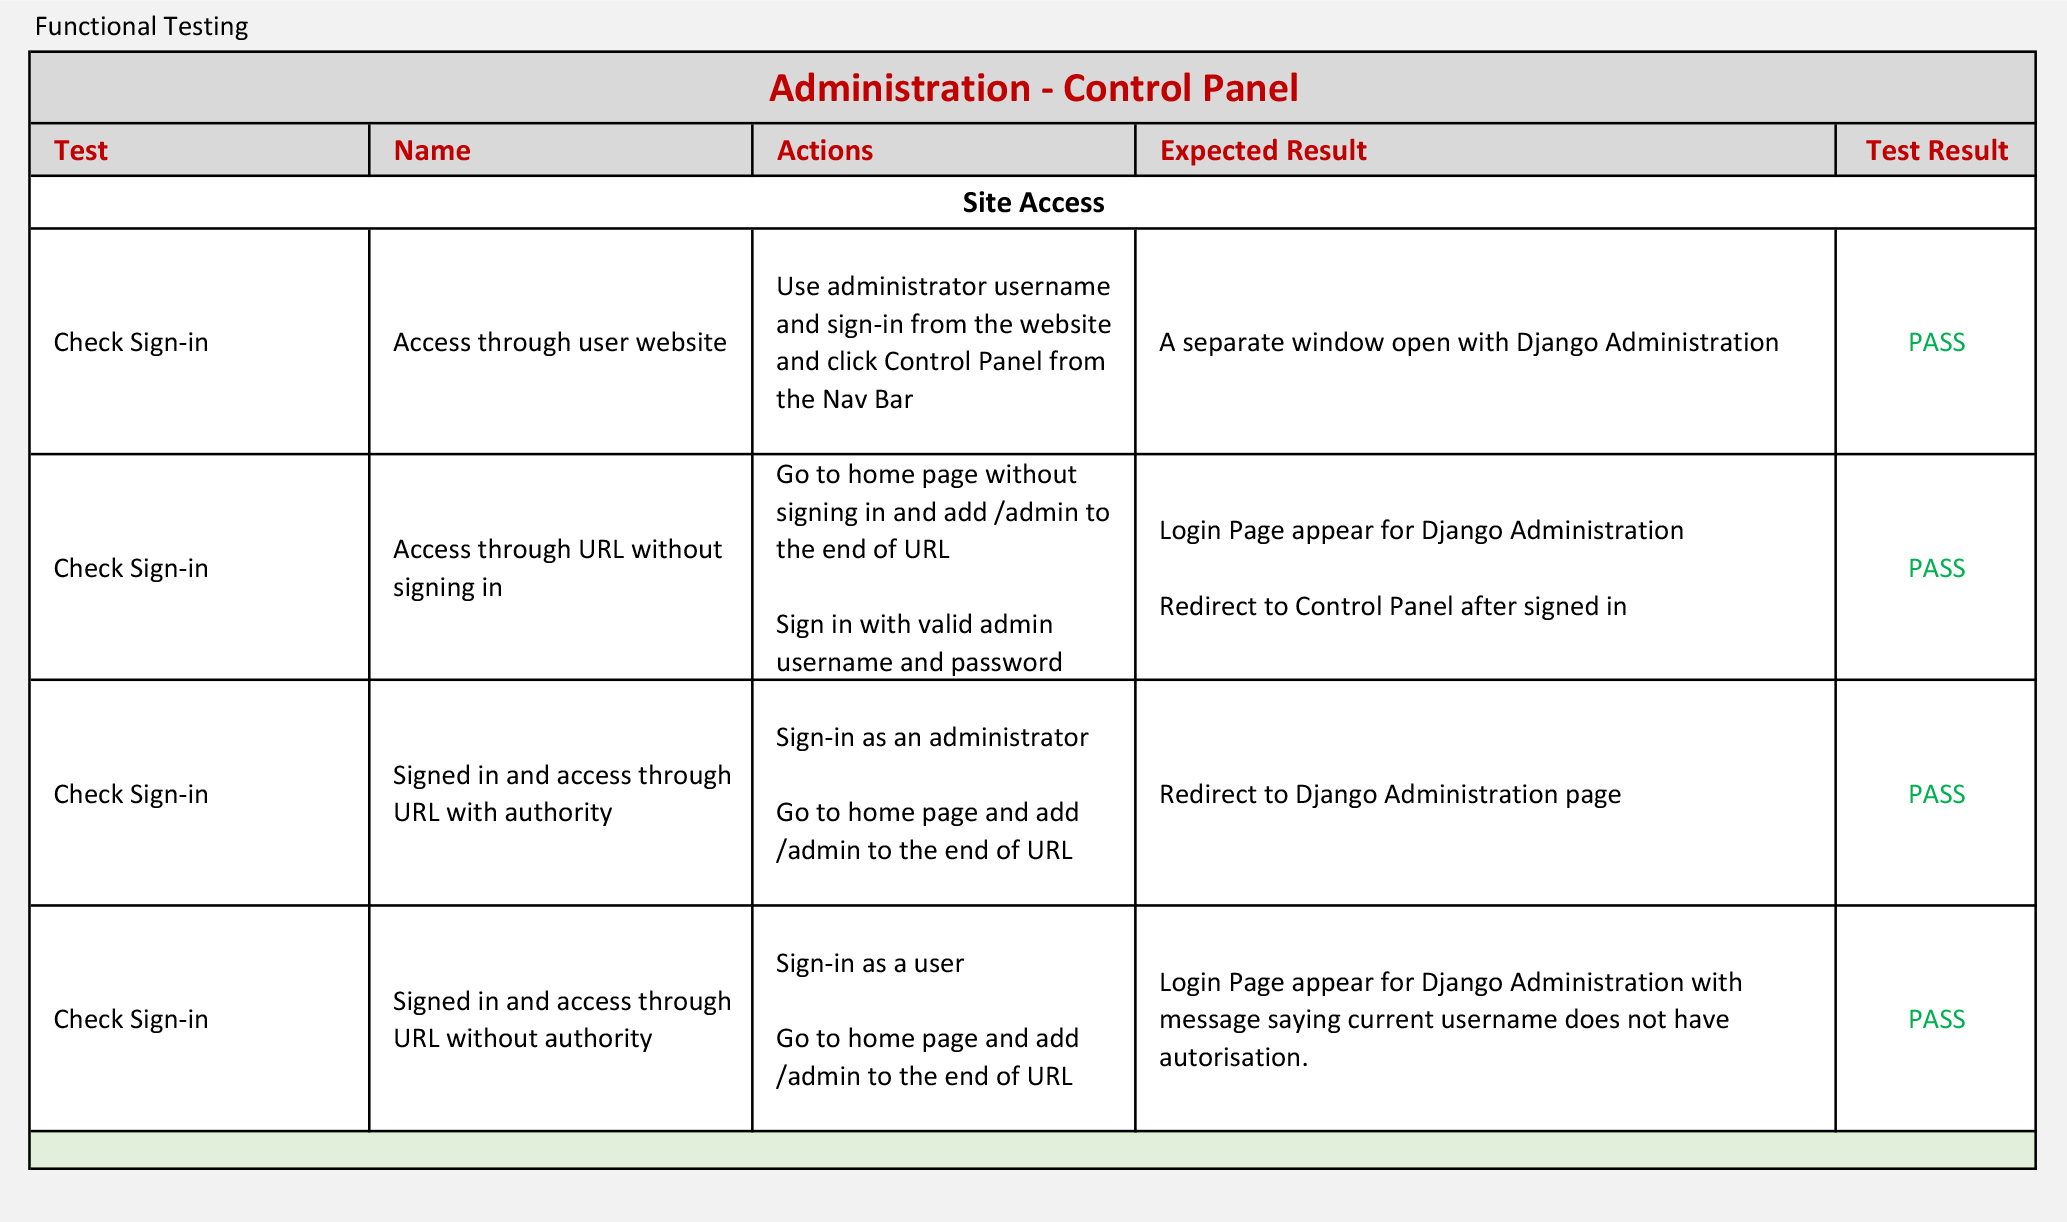 Functional Testing
Administration - Control Panel
Test
Name
Actions
Expected Result
Test Result
Site Access
Check Sign-in
Access through user website
Use administrator username
and sign-in from the website
and click Control Panel from
the Nav Bar
A separate window open with Django Administration
PASS
Check Sign-in
Access through URL without
signing in
Go to home page without
signing in and add /admin to
the end of URL
Sign in with valid admin
username and password
Login Page appear for Django Administration
Redirect to Control Panel after signed in
PASS
Check Sign-in
Signed in and access through
URL with authority
Sign-in as an administrator
Go to home page and add
/admin to the end of URL
Redirect to Django Administration page
PASS
Check Sign-in
Signed in and access through
URL without authority
Sign-in as a user
Go to home page and add
/admin to the end of URL
Login Page appear for Django Administration with
message saying current username does not have
autorisation.
PASS